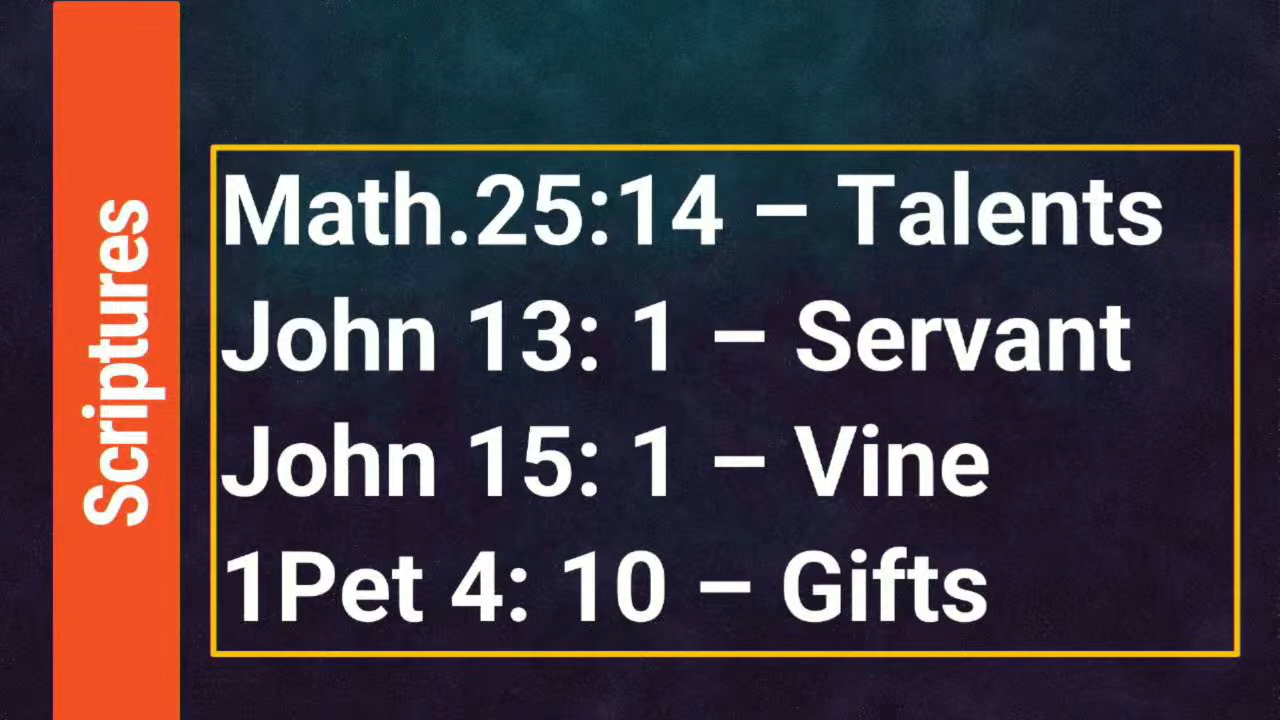 Scriptures
Math.25:14 – Talents
John 13: 1 – Servant
John 15: 1 – Vine
1Pet 4: 10 – Gifts